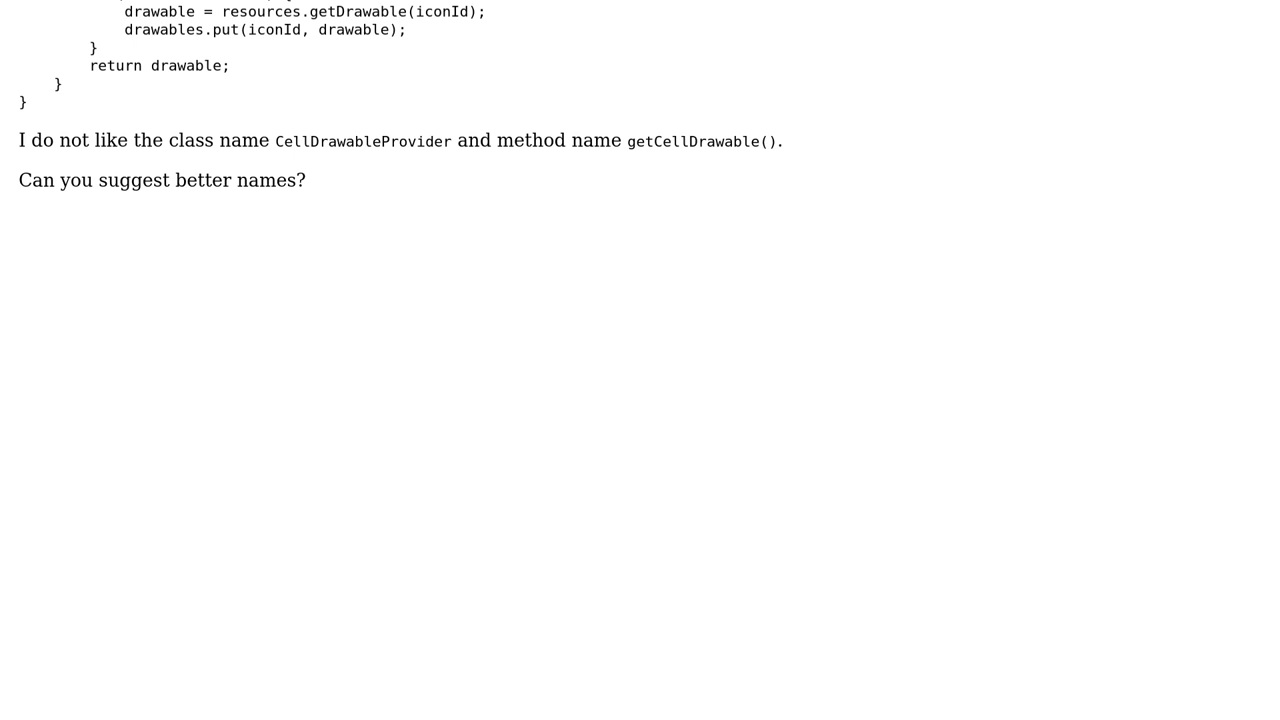 drawable = resources.getDrawable(iconId);
drawables.put(iconId, drawable);
}
return drawable;
}
}
I do not like the class name CellDrawableProvider and method name getCellDrawable().
Can you suggest better names?